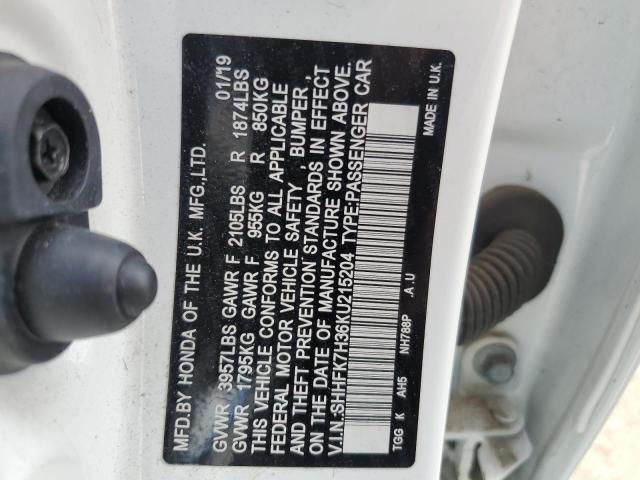 MFD.BY HONDA OF THE U.K. MFG.,LTD. 01/19
GVWR 3957LBS GAWR F 2105LBS R 1874LBS
GVWR 1795KG GAWR F 955KG R 850KG
THIS VEHICLE CONFORMS TO ALL APPLICABLE
FEDERAL MOTOR VEHICLE SAFETY , BUMPER ,
AND THEFT PREVENTION STANDARDS IN EFFECT
ON THE DATE OF MANUFACTURE SHOWN ABOVE.
V.I.N.:SHHFK7H36KU215204 TYPE:PASSENGER CAR
TGG K AH5 NH788P .A .U MADE IN U.K.